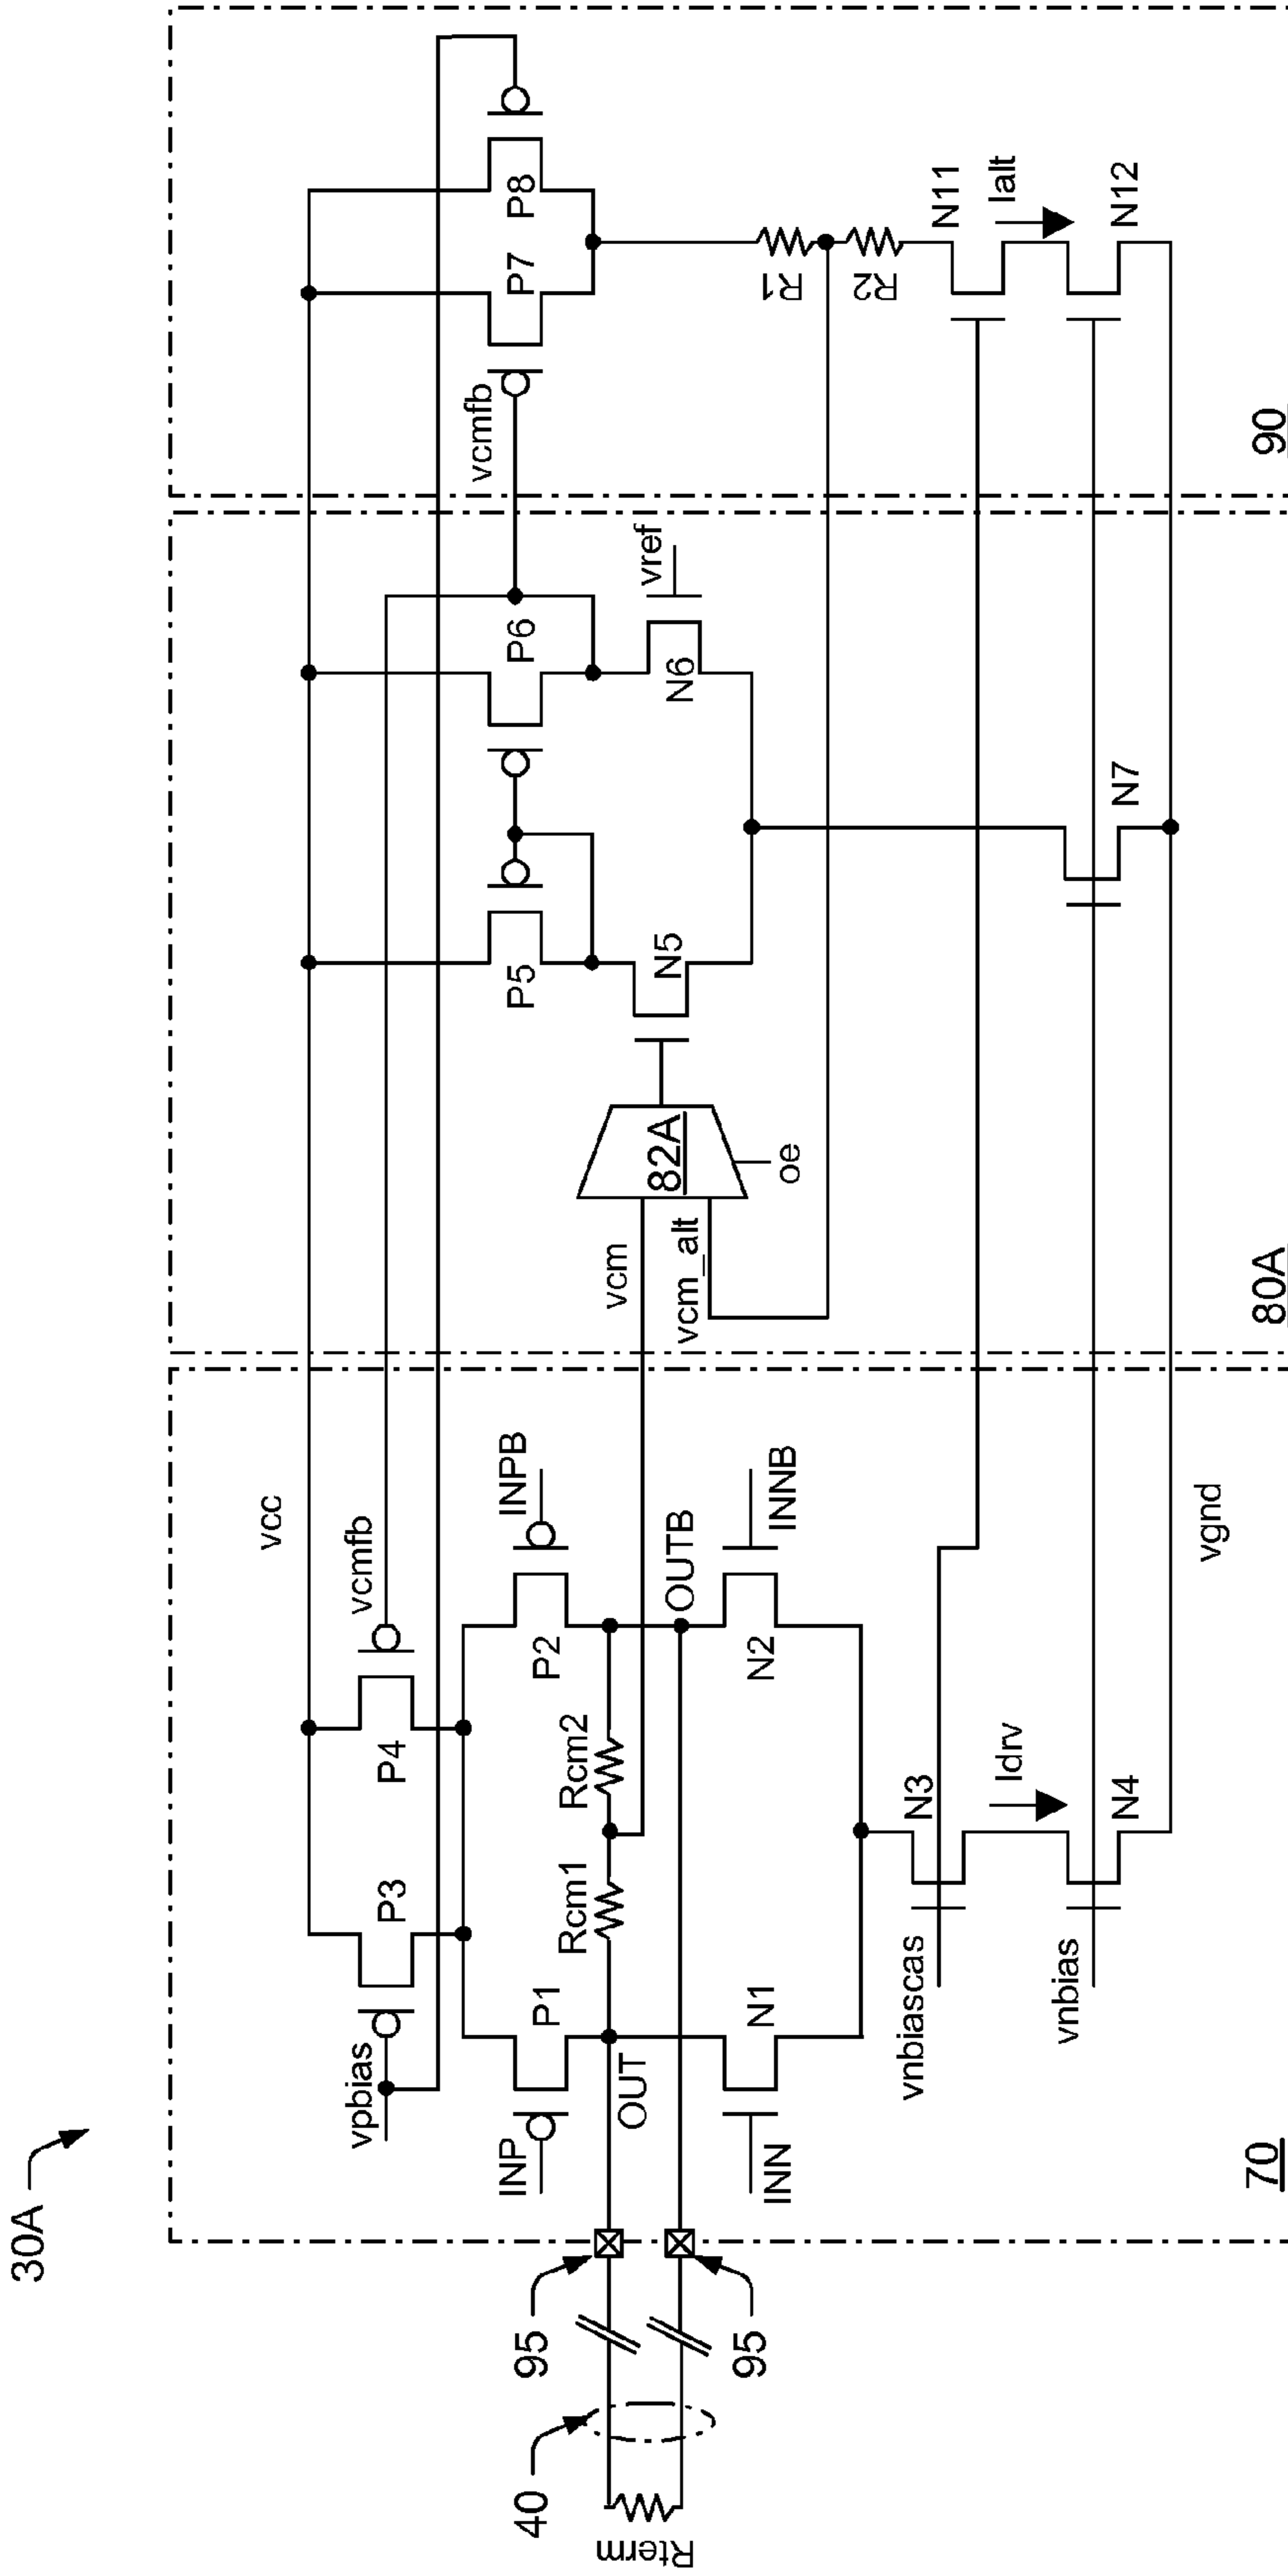 30A
vcc
vpbias
P3
P4
vcmfb
INP
P1
P2
INPB
OUT
Rcm1
Rcm2
OUTB
INN
N1
N2
INNB
vnbiascas
N3
Idrv
vnbias
N4
vgnd
95
95
40
Rterm
70
vcm
vcm_alt
82A
oe
P5
P6
N5
N6
vref
N7
80A
vcmfb
P7
P8
R1
R2
N11
Ialt
N12
90